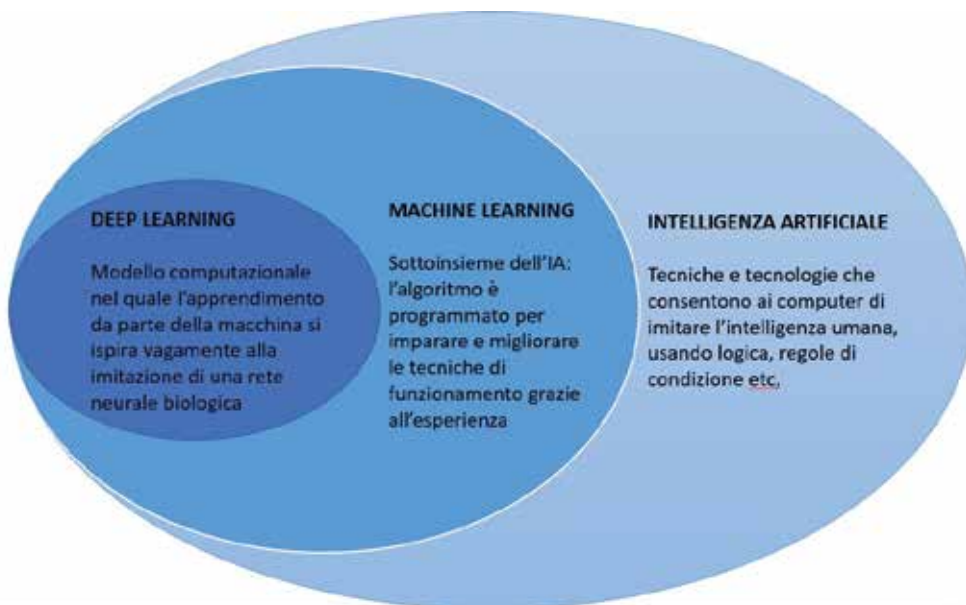 DEEP LEARNING
Modello computazionale
nel quale l'apprendimento
da parte della macchina si
ispira vagamente alla
imitazione di una rete
neurale biologica
MACHINE LEARNING
Sottoinsieme dell'IA:
l'algoritmo è
programmato per
imparare e migliorare
le tecniche di
funzionamento grazie
all'esperienza
INTELLIGENZA ARTIFICIALE
Tecniche e tecnologie che
consentono ai computer di
imitare l'intelligenza umana,
usando logica, regole di
condizione etc.